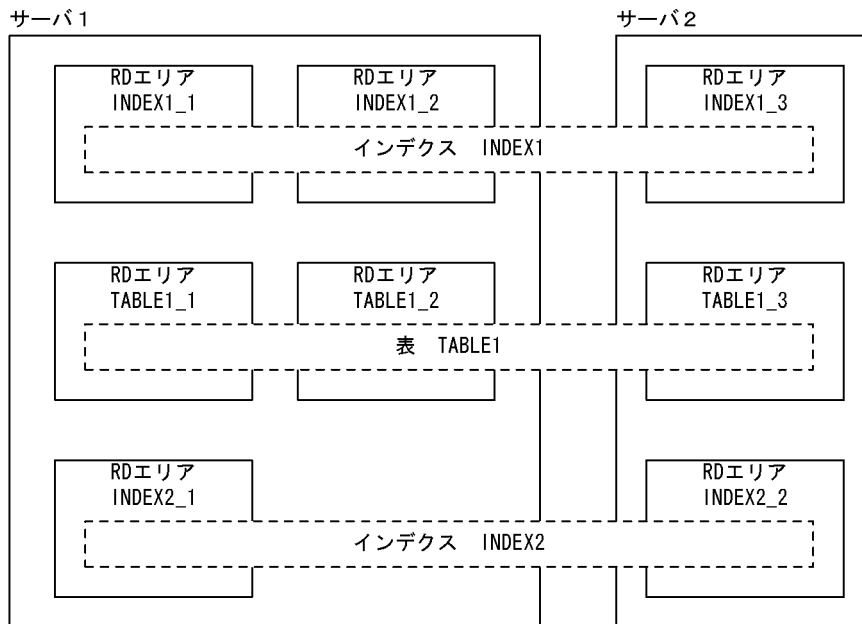 サーバ1 サーバ2
RDエリア RDエリア RDエリア
INDEX1_1 INDEX1_2 INDEX1_3
インデクス INDEX1
RDエリア RDエリア RDエリア
TABLE1_1 TABLE1_2 TABLE1_3
表 TABLE1
RDエリア RDエリア
INDEX2_1 INDEX2_2
インデクス INDEX2